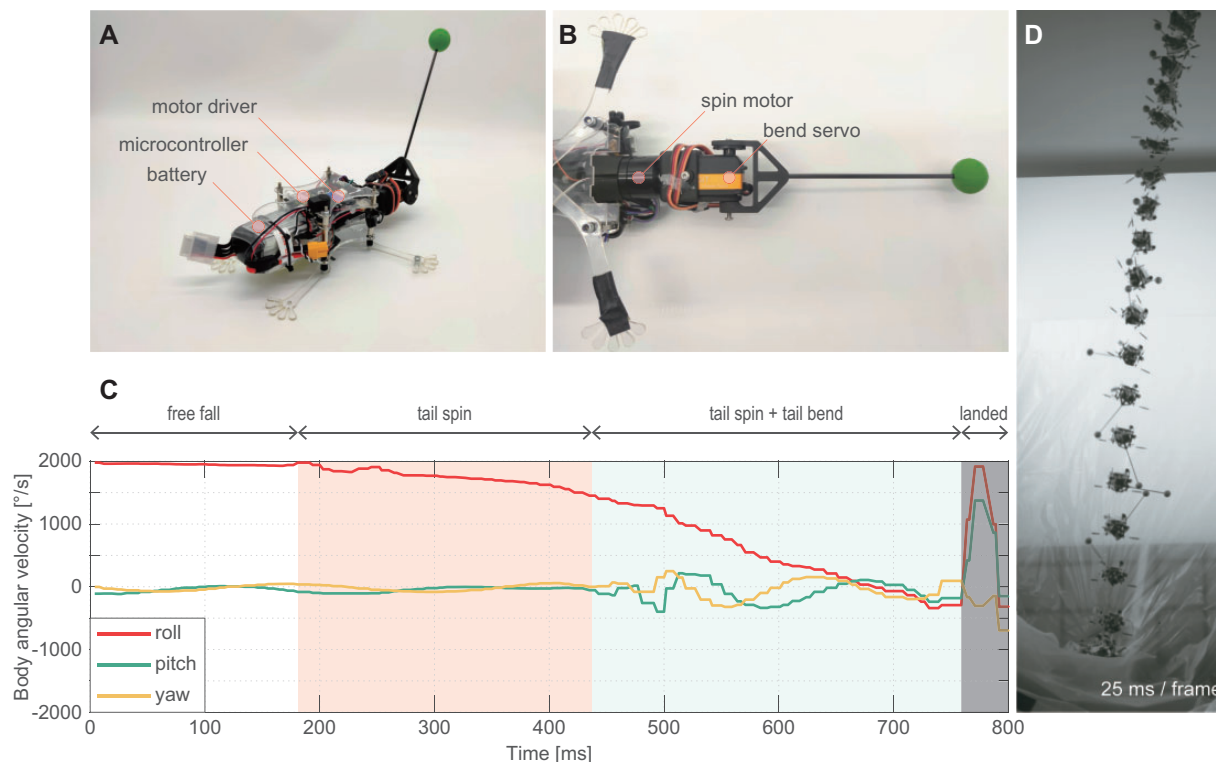 A
motor driver
microcontroller
battery
B
spin motor
bend servo
D
25 ms / frame
C
free fall
tail spin
tail spin + tail bend
landed
Body angular velocity [°/s]
2000
1000
0
-1000
-2000
roll
pitch
yaw
0
100
200
300
400
500
600
700
800
Time [ms]